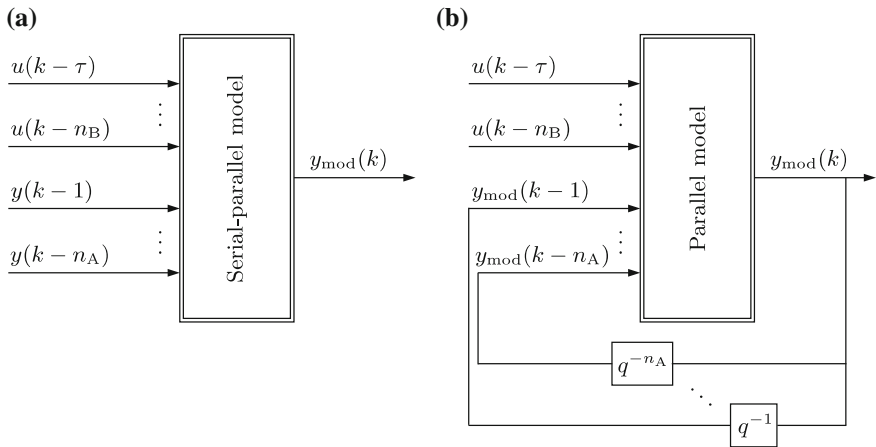 (a)
u(k − τ)
⋮
u(k − n_B)
y(k − 1)
⋮
y(k − n_A)
Serial-parallel model
y_mod(k)
(b)
u(k − τ)
⋮
u(k − n_B)
y_mod(k − 1)
⋮
y_mod(k − n_A)
Parallel model
y_mod(k)
q^{−n_A}
⋱
q^{−1}